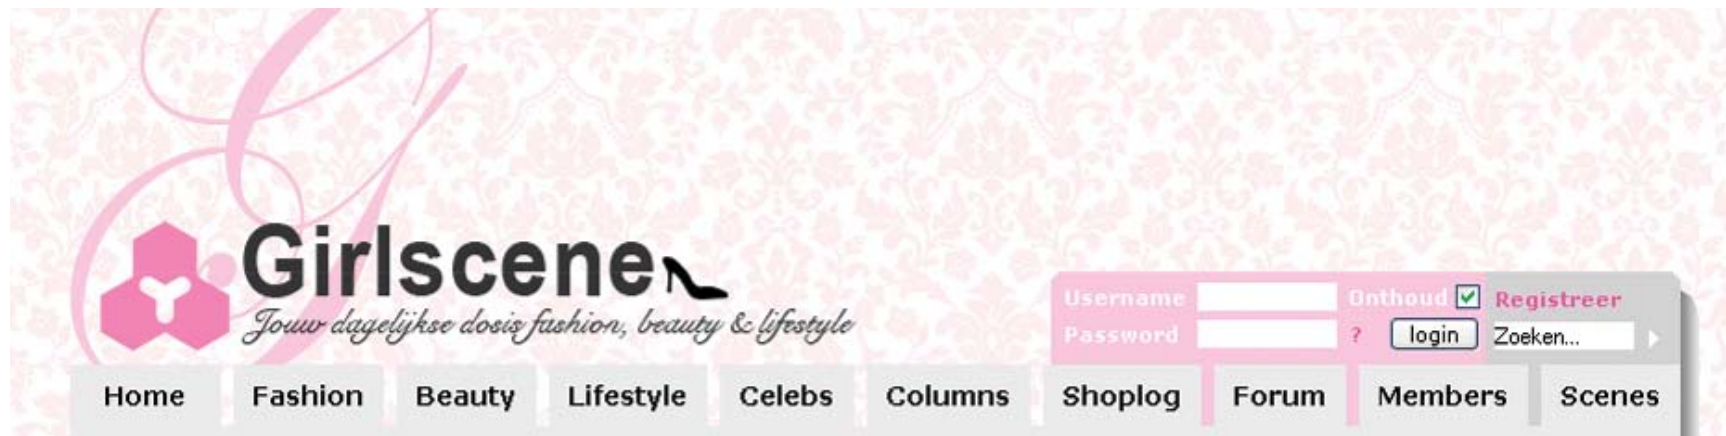 Girlscene
Jouw dagelijkse dosis fashion, beauty & lifestyle
Username Onthoud Registreer
Password ? login Zoeken...
Home Fashion Beauty Lifestyle Celebs Columns Shoplog Forum Members Scenes